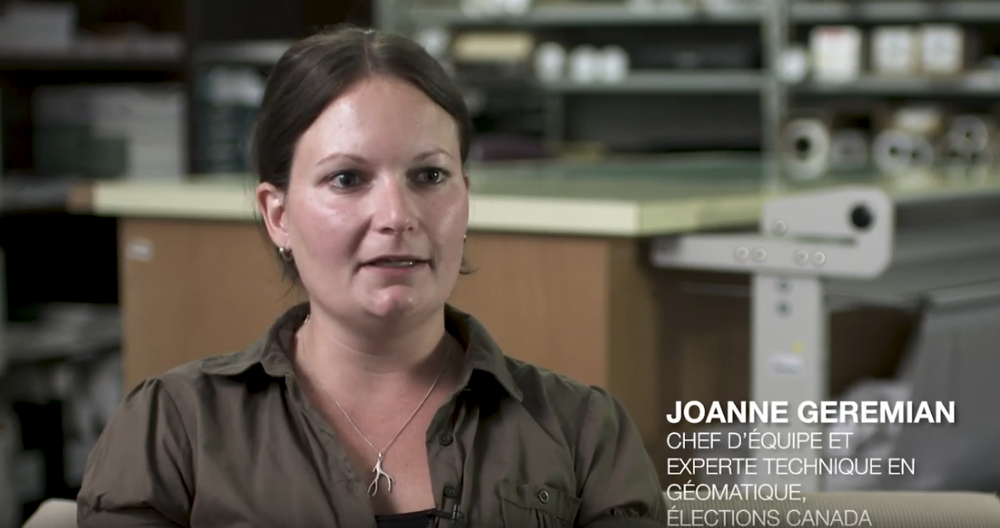 JOANNE GEREMIAN
CHEF D'ÉQUIPE ET
EXPERTE TECHNIQUE EN
GÉOMATIQUE,
ÉLECTIONS CANADA